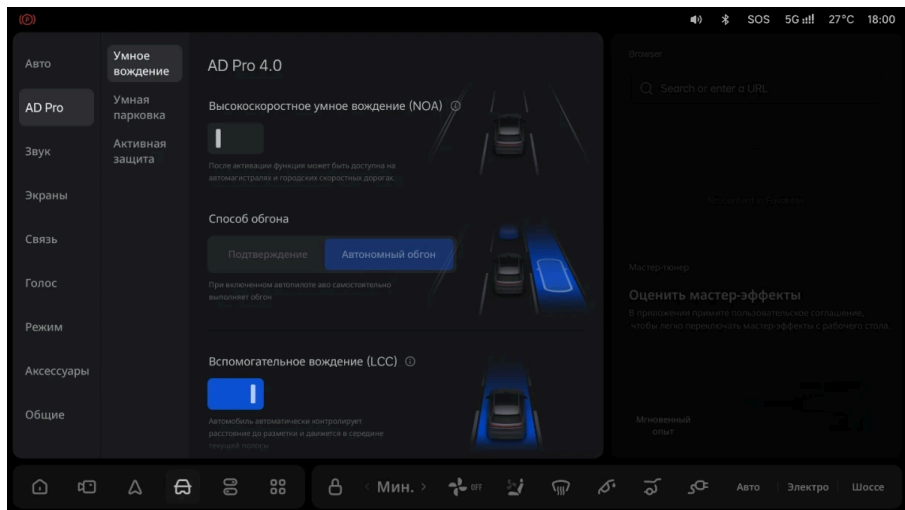 SOS 5G 27°C 18:00
Авто
AD Pro
Звук
Экраны
Связь
Голос
Режим
Аксессуары
Общие
Умное
вождение
Умная
парковка
Активная
защита
AD Pro 4.0
Высокоскоростное умное вождение (NOA)
После активации функция может быть доступна на
автомагистралях и городских скоростных дорогах.
Способ обгона
Подтверждение Автономный обгон
При включенном автопилоте аво самостоятельно
выполняет обгон
Вспомогательное вождение (LCC)
Автомобиль автоматически контролирует
расстояние до разметки и движется в середине
текущей полосы
Browser
Search or enter a URL
Мастер-тюнер
Оценить мастер-эффекты
В приложении примите пользовательское соглашение,
чтобы легко переключать мастер-эффекты с рабочего стола.
Мгновенный
опыт
Мин. OFF Авто Электро Шоссе